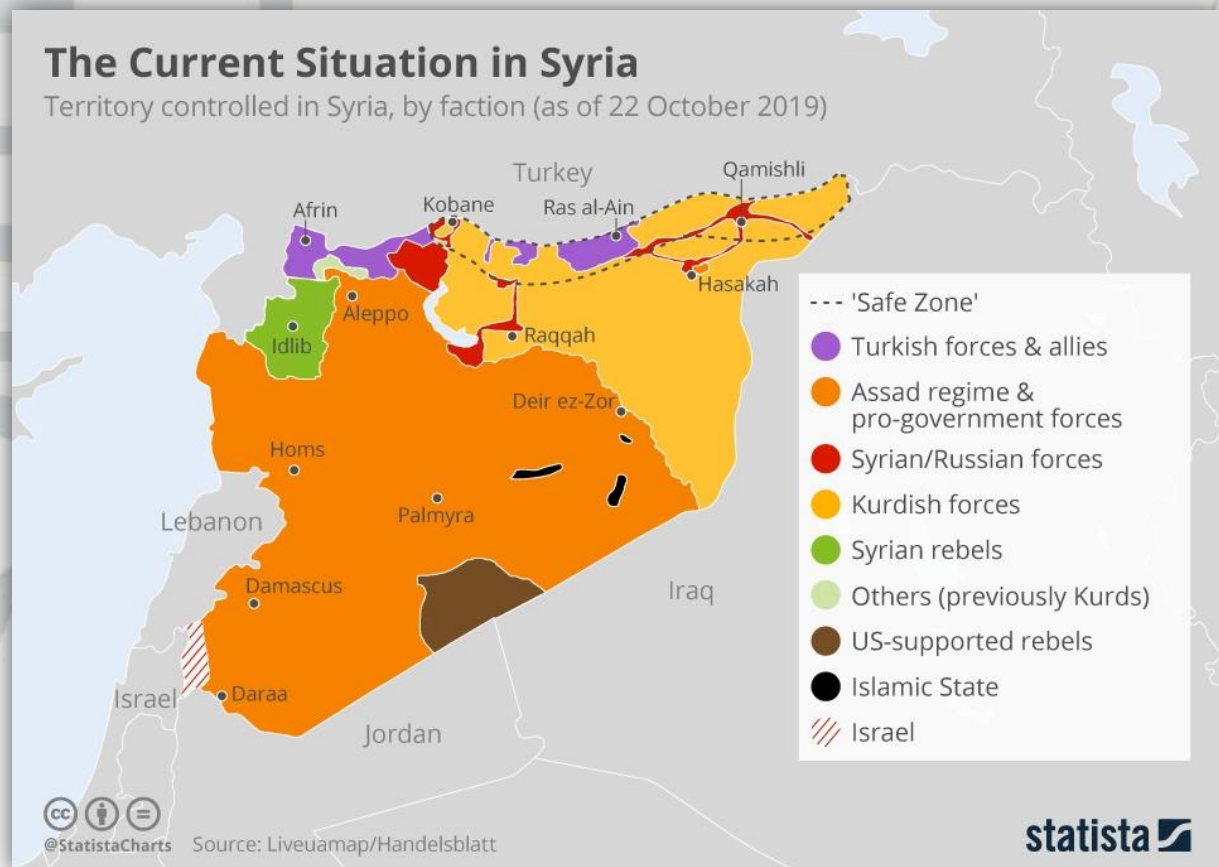 The Current Situation in Syria
Territory controlled in Syria, by faction (as of 22 October 2019)
Turkey
Qamishli
Afrin
Kobane
Ras al-Ain
Hasakah
Aleppo
Idlib
Raqqah
Deir ez-Zor
Homs
Palmyra
Lebanon
Damascus
Iraq
Israel
Daraa
Jordan
'Safe Zone'
Turkish forces & allies
Assad regime &
pro-government forces
Syrian/Russian forces
Kurdish forces
Syrian rebels
Others (previously Kurds)
US-supported rebels
Islamic State
Israel
cc
@StatistaCharts Source: Liveuamap/Handelsblatt
statista